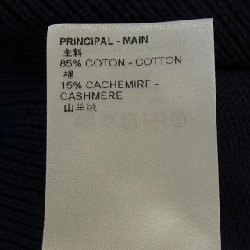 PRINCIPAL - MAIN
主料
85% COTON - COTTON
棉
15% CACHEMIRE -
CASHMERE
山羊绒